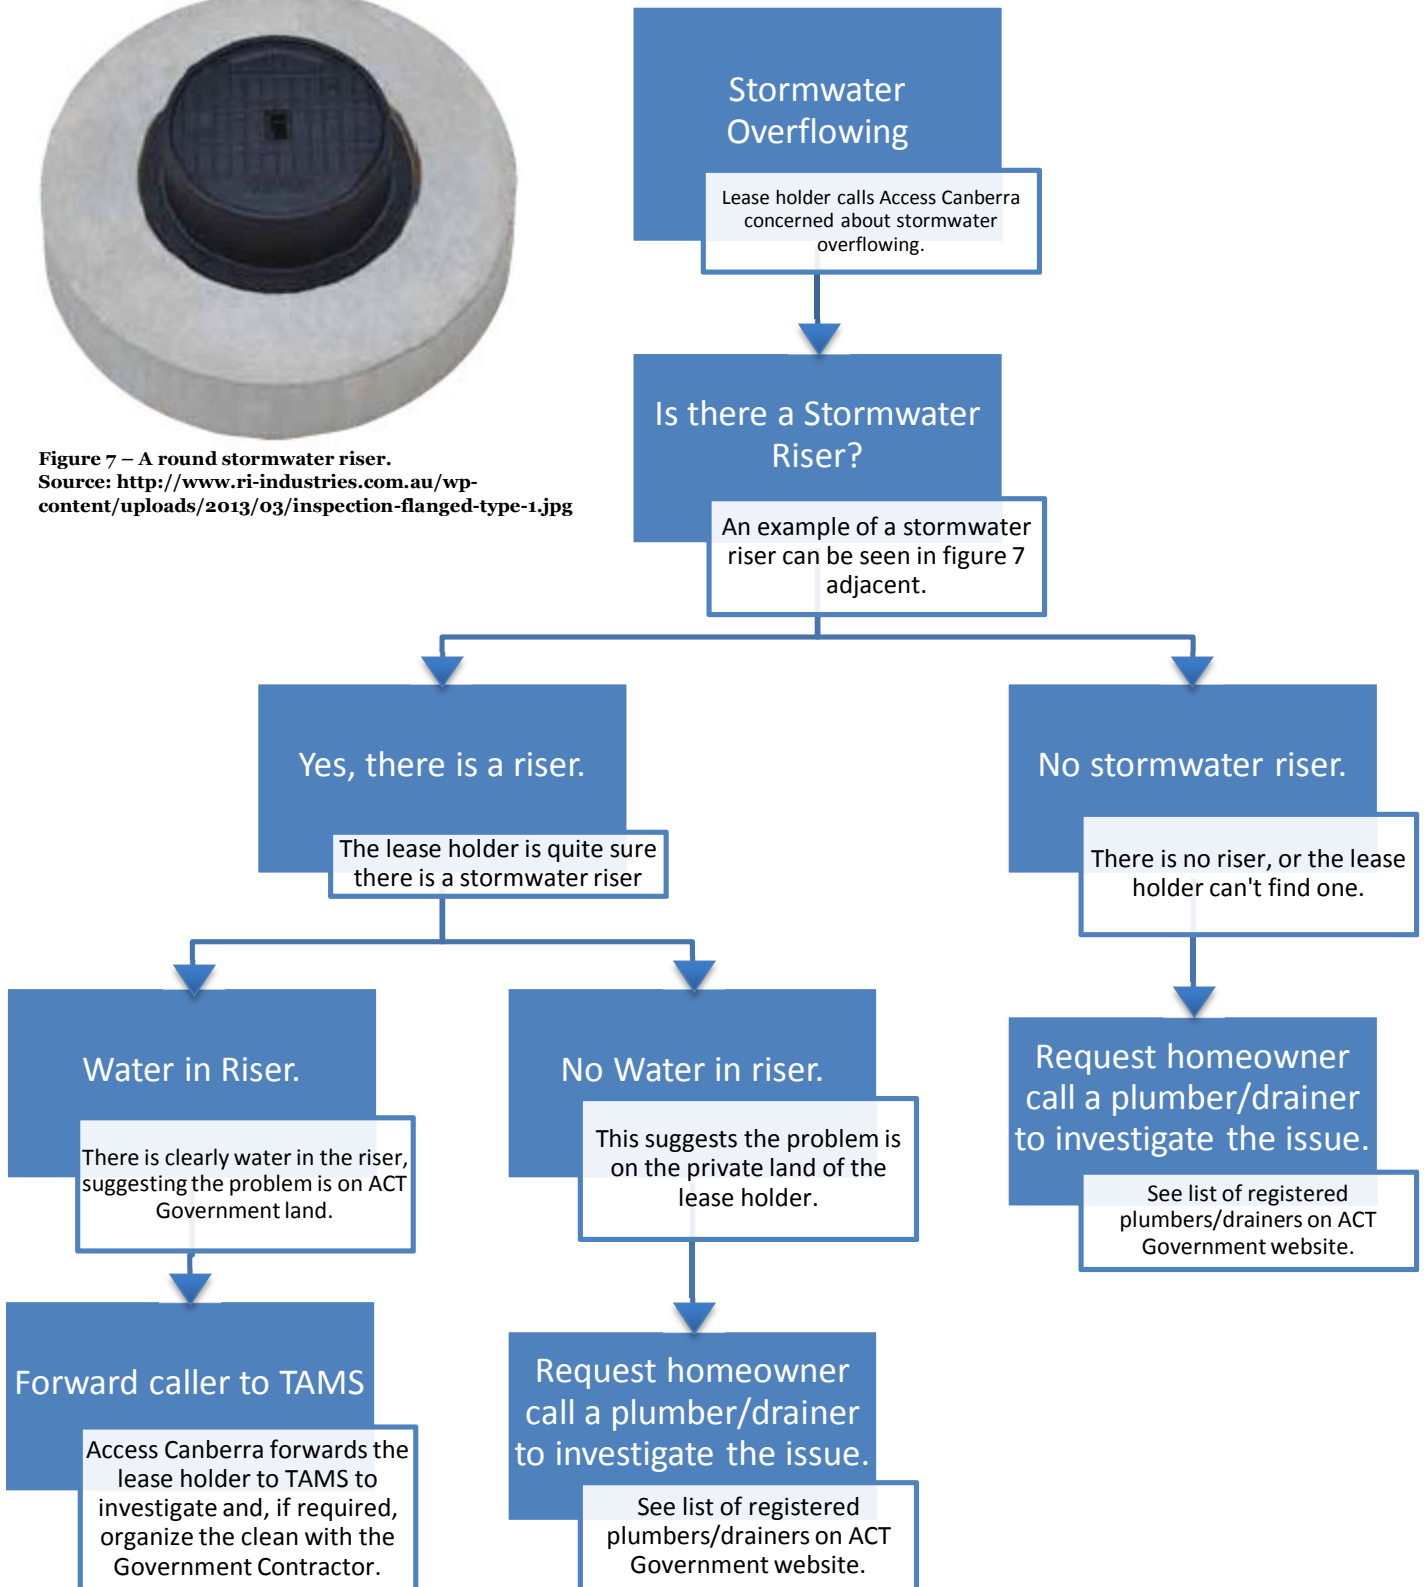 Stormwater
Overflowing
Lease holder calls Access Canberra
concerned about stormwater
overflowing.
Figure 7 – A round stormwater riser.
Source: http://www.ri-industries.com.au/wp-
content/uploads/2013/03/inspection-flanged-type-1.jpg
Is there a Stormwater
Riser?
An example of a stormwater
riser can be seen in figure 7
adjacent.
Yes, there is a riser.
The lease holder is quite sure
there is a stormwater riser
No stormwater riser.
There is no riser, or the lease
holder can't find one.
Water in Riser.
There is clearly water in the riser,
suggesting the problem is on ACT
Government land.
No Water in riser.
This suggests the problem is
on the private land of the
lease holder.
Request homeowner
call a plumber/drainer
to investigate the issue.
See list of registered
plumbers/drainers on ACT
Government website.
Forward caller to TAMS
Access Canberra forwards the
lease holder to TAMS to
investigate and, if required,
organize the clean with the
Government Contractor.
Request homeowner
call a plumber/drainer
to investigate the issue.
See list of registered
plumbers/drainers on ACT
Government website.